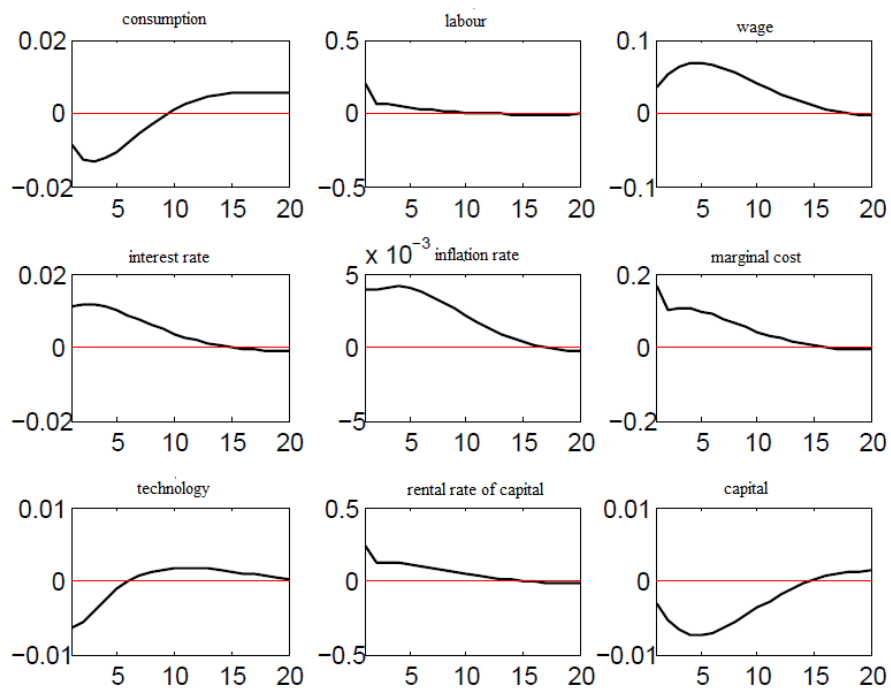 consumption
labour
wage
0.02
0
−0.02
5 10 15 20
0.5
0
−0.5
5 10 15 20
0.1
0
−0.1
5 10 15 20
interest rate
x 10−3 inflation rate
marginal cost
0.02
0
−0.02
5 10 15 20
5
0
−5
5 10 15 20
0.2
0
−0.2
5 10 15 20
technology
rental rate of capital
capital
0.01
0
−0.01
5 10 15 20
0.5
0
−0.5
5 10 15 20
0.01
0
−0.01
5 10 15 20